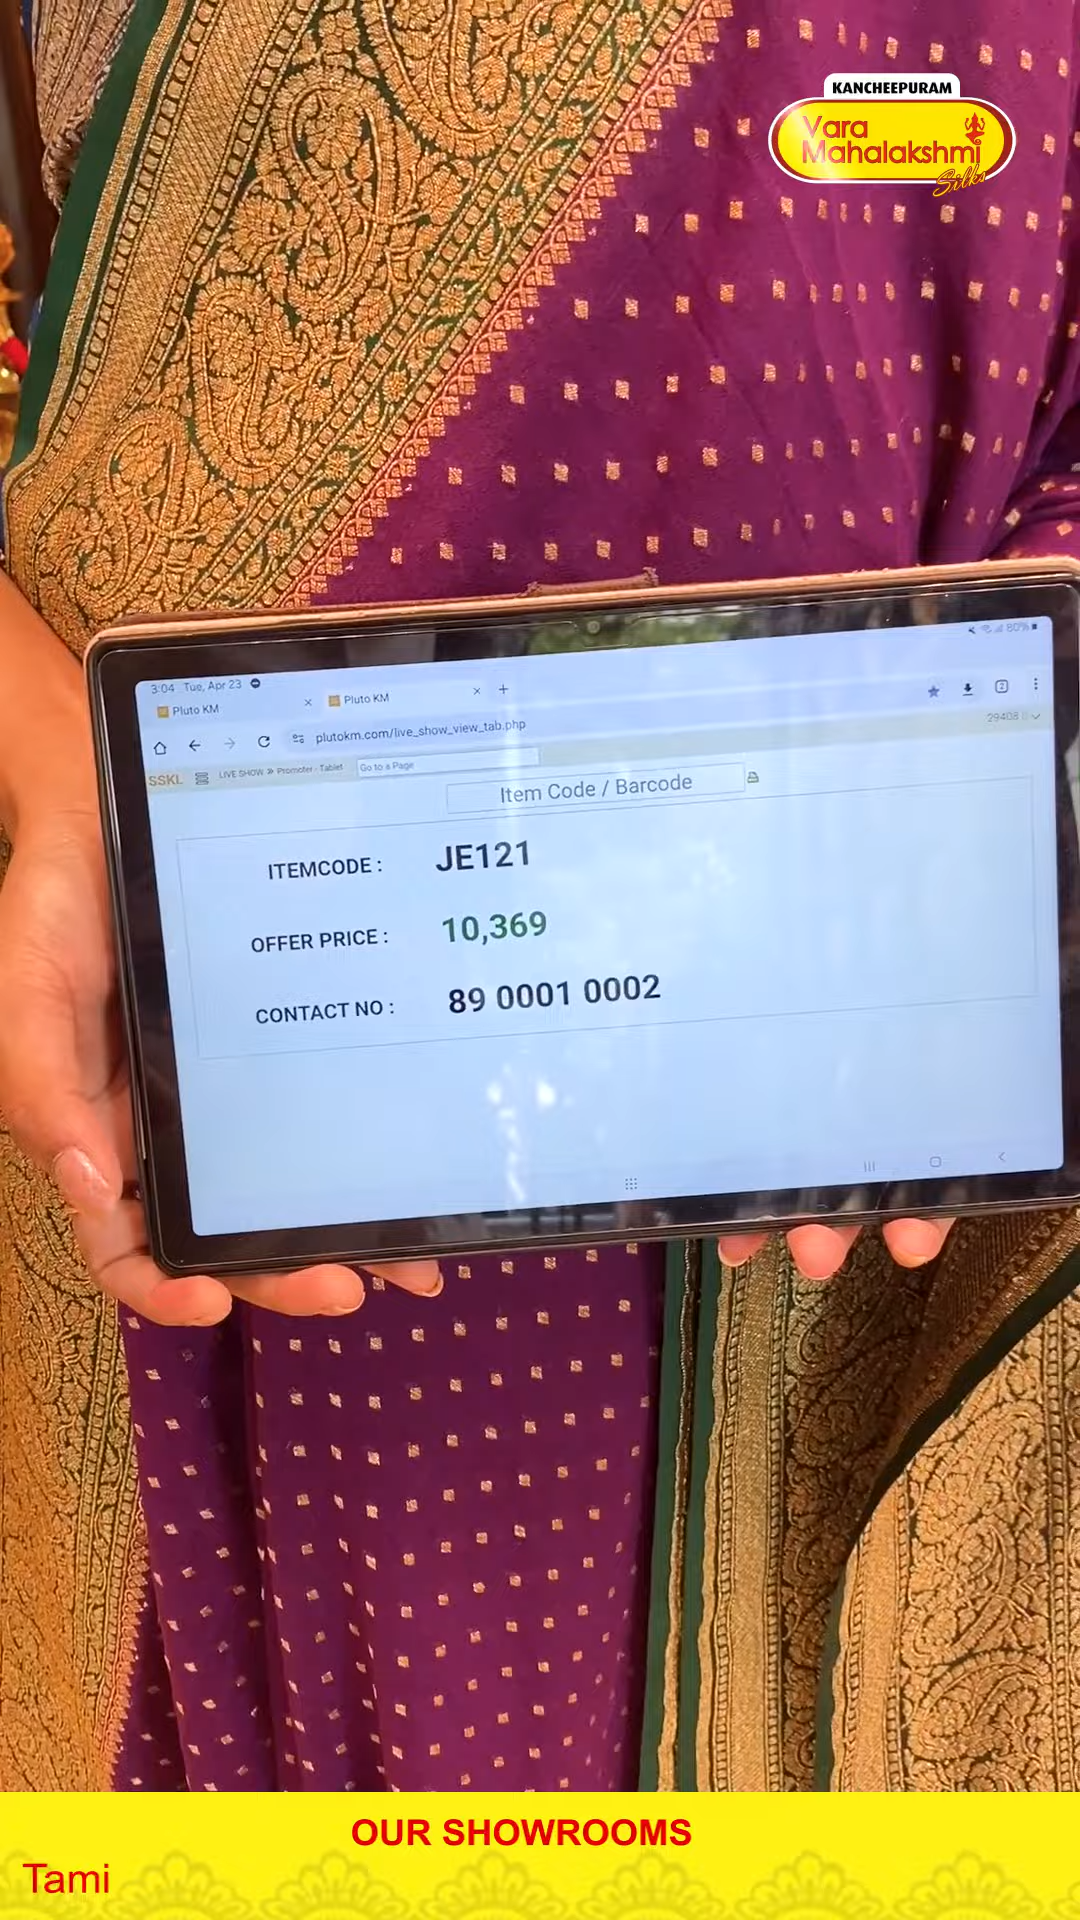 KANCHEEPURAM
Vara
Mahalakshmi
Silks
3:04 Tue, Apr 23
80%
Pluto KM
Pluto KM
plutokm.com/live_show_view_tab.php
SSKL
LIVE SHOW » Promoter - Tablet
Go to a Page
29408
Item Code / Barcode
ITEMCODE : JE121
OFFER PRICE : 10,369
CONTACT NO : 89 0001 0002
OUR SHOWROOMS
Tami